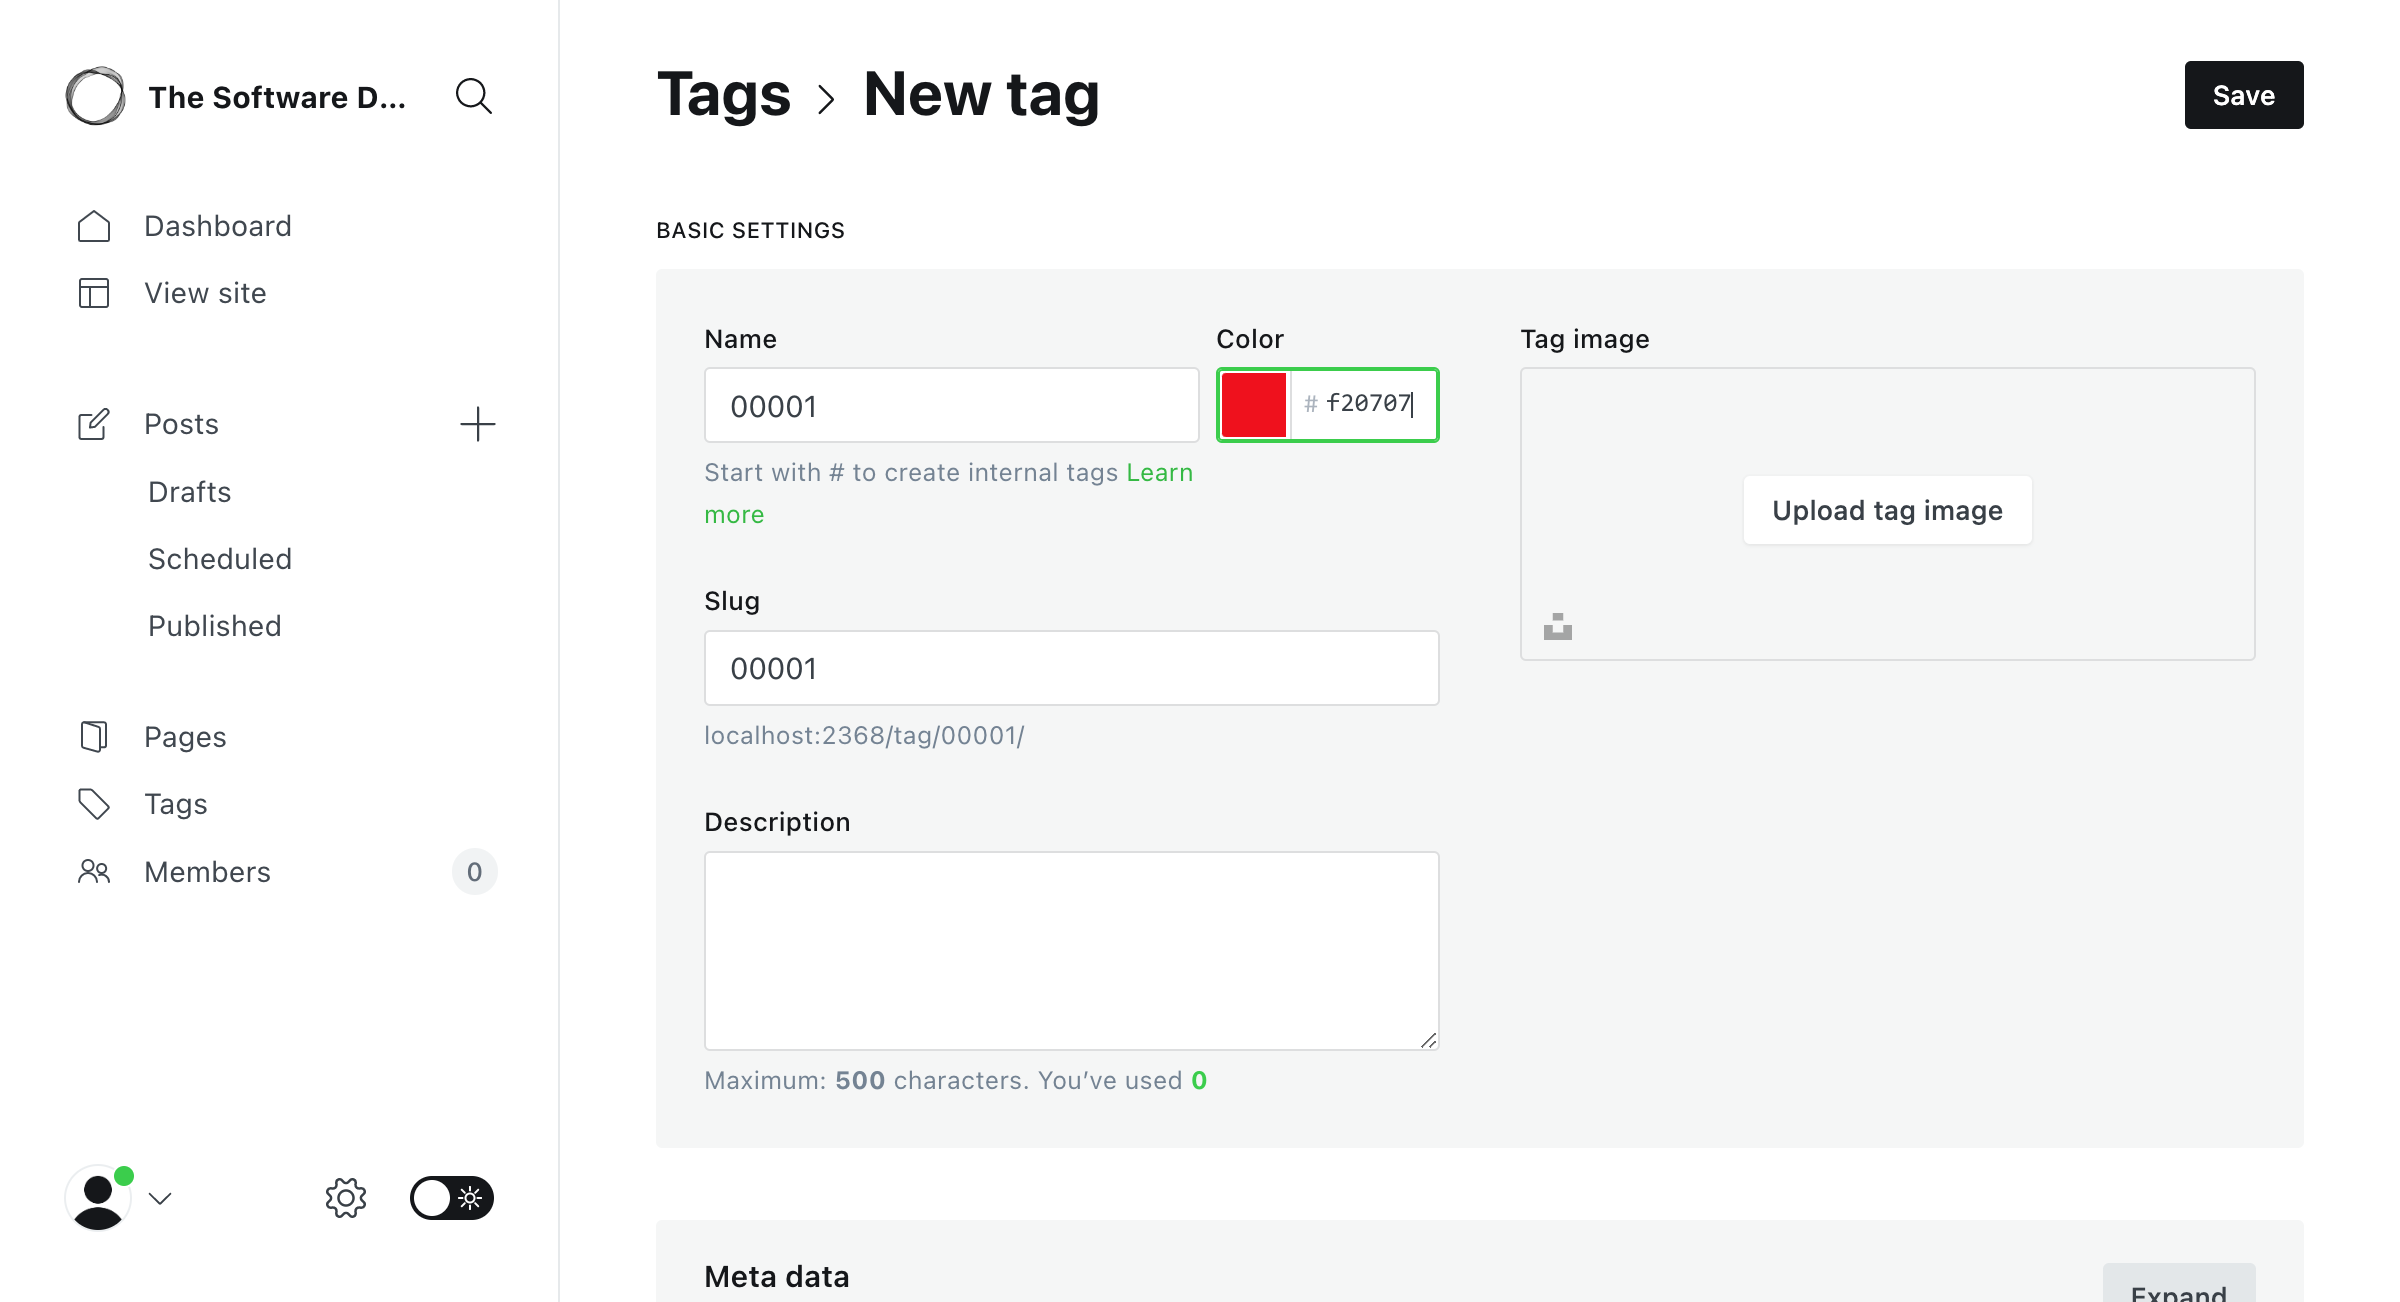 The Software D...
Dashboard
View site
Posts
Drafts
Scheduled
Published
Pages
Tags
Members
0
Tags > New tag
Save
BASIC SETTINGS
Name
00001
Start with # to create internal tags Learn
more
Color
# f20707
Slug
00001
localhost:2368/tag/00001/
Description
Maximum: 500 characters. You’ve used 0
Tag image
Upload tag image
Meta data
Expand